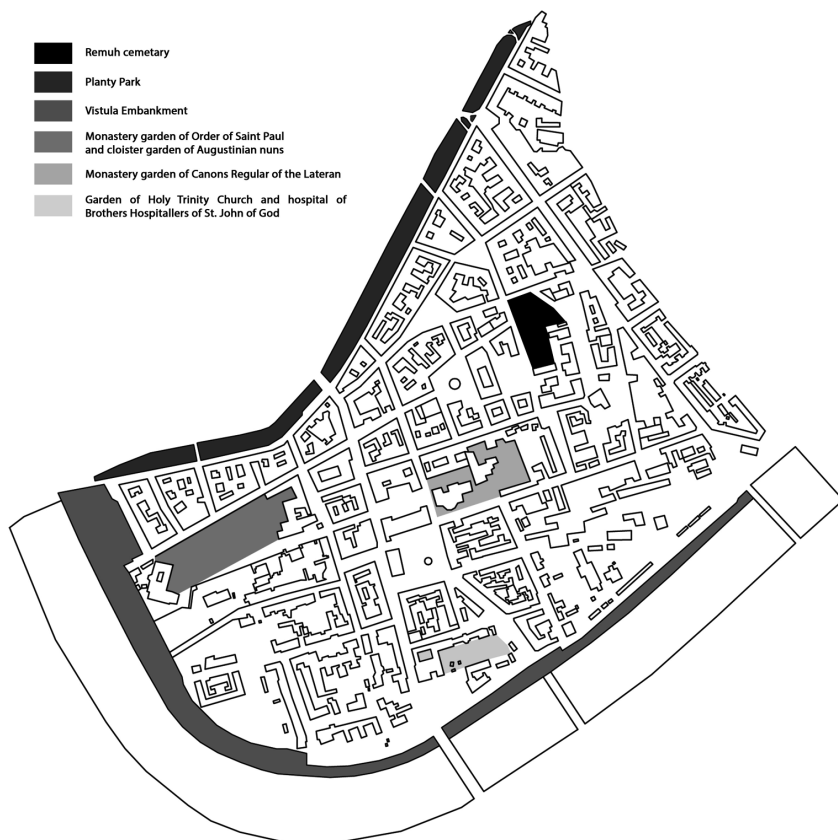 Remuh cemetary
Planty Park
Vistula Embankment
Monastery garden of Order of Saint Paul
and cloister garden of Augustinian nuns
Monastery garden of Canons Regular of the Lateran
Garden of Holy Trinity Church and hospital of
Brothers Hospitallers of St. John of God